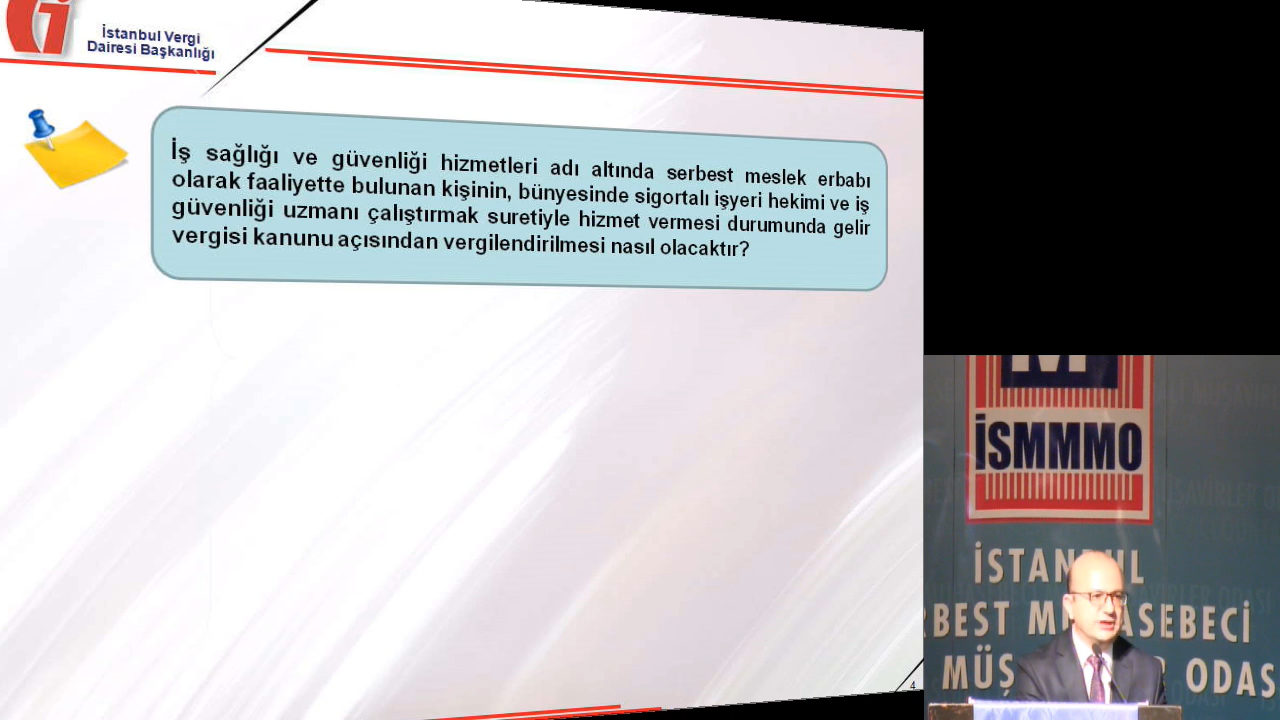 İstanbul Vergi
Dairesi Başkanlığı
İş sağlığı ve güvenliği hizmetleri adı altında serbest meslek erbabı
olarak faaliyette bulunan kişinin, bünyesinde sigortalı işyeri hekimi ve iş
güvenliği uzmanı çalıştırmak suretiyle hizmet vermesi durumunda gelir
vergisi kanunu açısından vergilendirilmesi nasıl olacaktır?
4
M
İSMMMO
İSTANBUL
RBEST MUHASEBECİ
ODAS